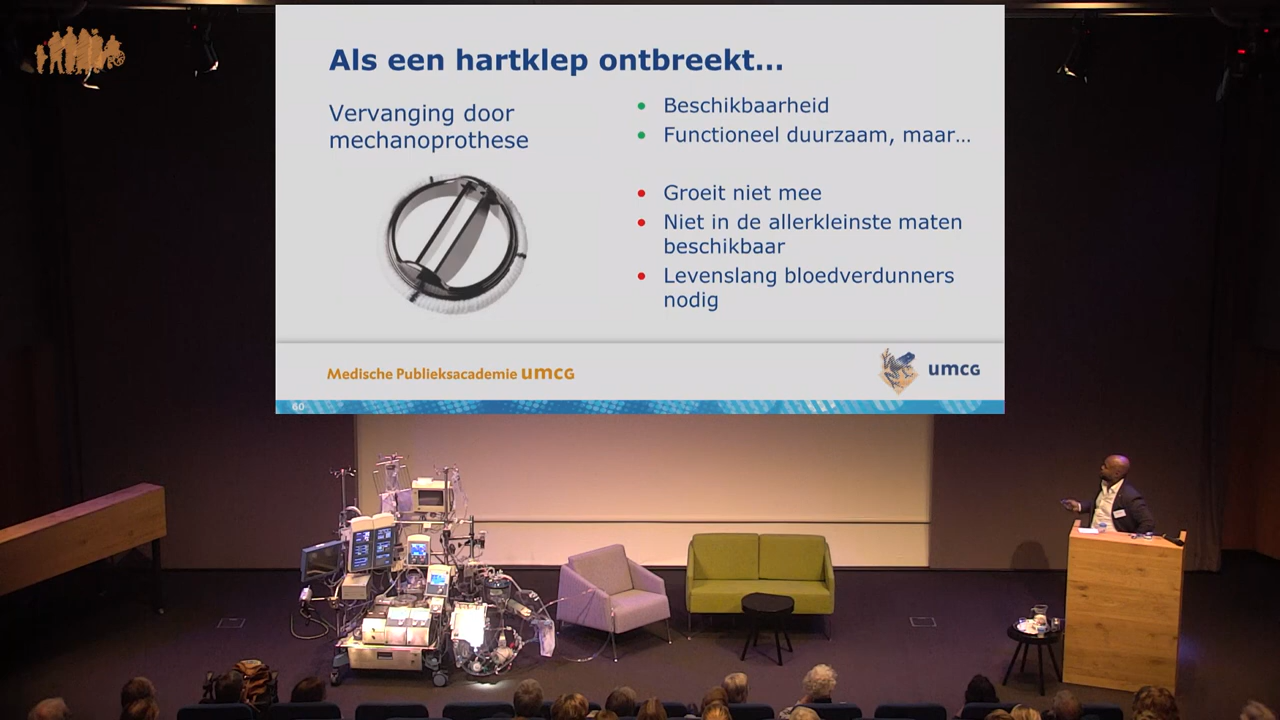 Als een hartklep ontbreekt...
Vervanging door
mechanoprothese
• Beschikbaarheid
• Functioneel duurzaam, maar...
• Groeit niet mee
• Niet in de allerkleinste maten
beschikbaar
• Levenslang bloedverdunners
nodig
Medische Publieksacademie umcg
umcg
60